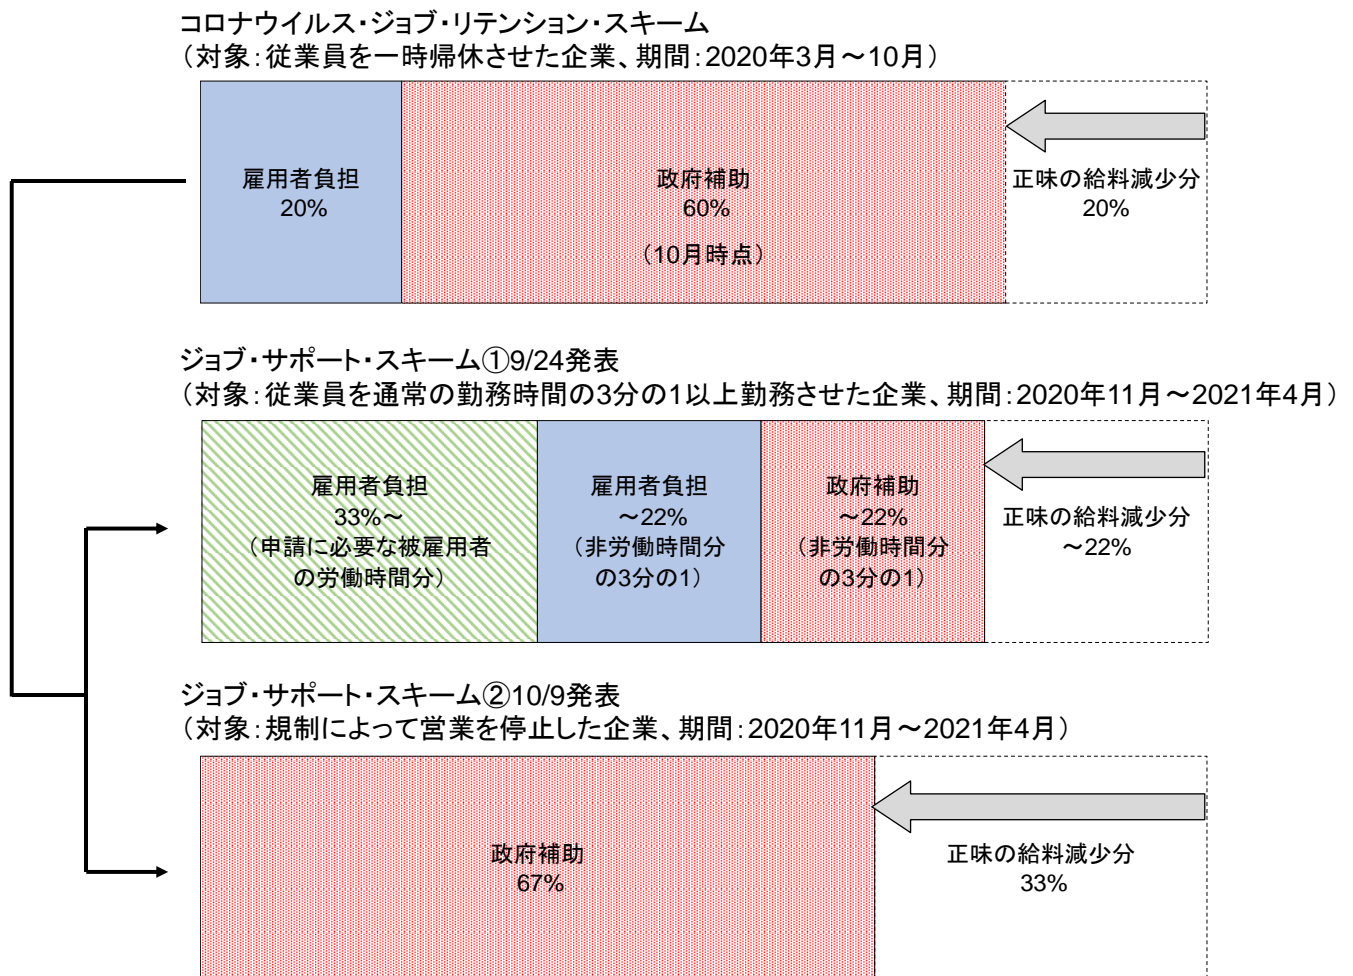 コロナウイルス・ジョブ・リテンション・スキーム
（対象：従業員を一時帰休させた企業、期間：2020年3月～10月）
雇用者負担
20%
政府補助
60%
（10月時点）
正味の給料減少分
20%
ジョブ・サポート・スキーム①9/24発表
（対象：従業員を通常の勤務時間の3分の1以上勤務させた企業、期間：2020年11月～2021年4月）
雇用者負担
33%～
（申請に必要な被雇用者
の労働時間分）
雇用者負担
～22%
（非労働時間分
の3分の1）
政府補助
～22%
（非労働時間分
の3分の1）
正味の給料減少分
～22%
ジョブ・サポート・スキーム②10/9発表
（対象：規制によって営業を停止した企業、期間：2020年11月～2021年4月）
政府補助
67%
正味の給料減少分
33%